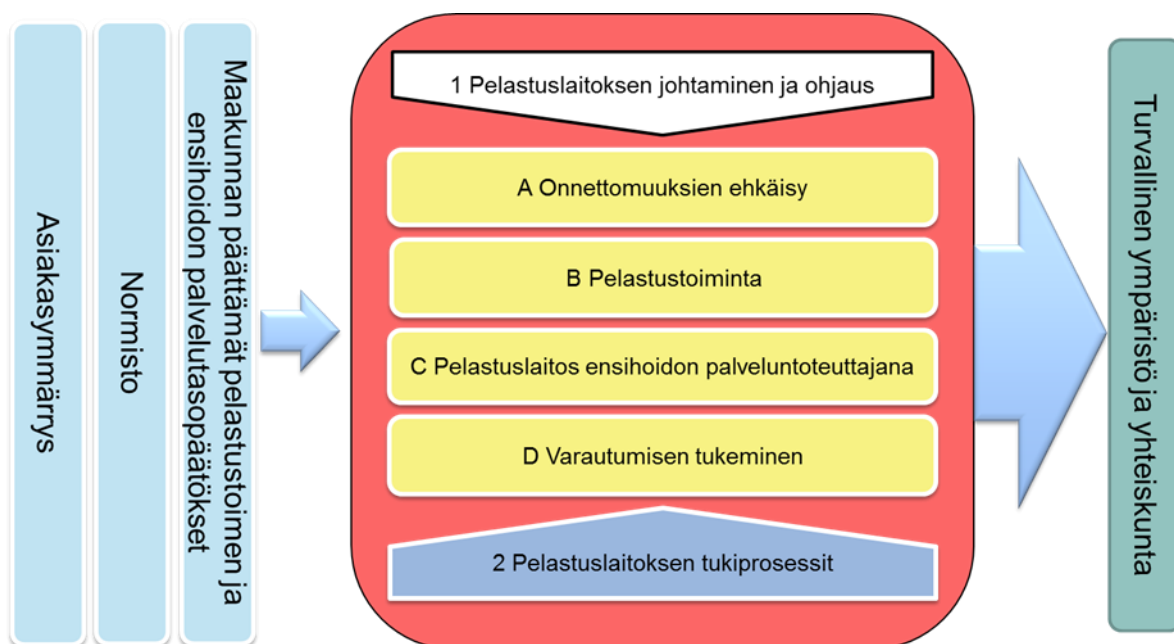 Asiakasymmärrys
Normisto
Maakunnan päättämät pelastustoimen ja
ensihoidon palvelutasopäätökset
1 Pelastuslaitoksen johtaminen ja ohjaus
A Onnettomuuksien ehkäisy
B Pelastustoiminta
C Pelastuslaitos ensihoidon palveluntoteuttajana
D Varautumisen tukeminen
2 Pelastuslaitoksen tukiprosessit
Turvallinen ympäristö ja yhteiskunta